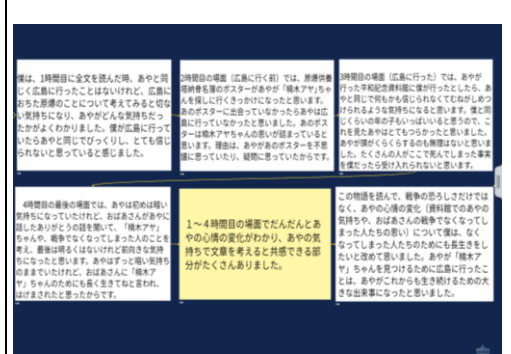 僕は、1時間目に全文を読んだ時、あやと同
じく広島に行ったことはないけれど、広島に
おちた原爆のことについて考えてみると切な
い気持ちになり、あやがどんな気持ちだっ
たかがよくわかりました。僕が広島に行って
いたらあやと同じでびっくりし、とても信じ
られないと思っていると感じました。
2時間目の場面（広島に行く前）では、原爆供養
塔納骨名簿のポスターがあやが「楠木アヤ」ちゃ
んを探しに行くきっかけになったと思います。
あのポスターに出合っていなかったらあやは広
島に行っていなかったと思いました。あのポス
ターは楠木アヤちゃんの思いが詰まっていると
思います。理由は、あやがあのポスターを不思
議に思っていたり、疑問に思っていたからです。
3時間目の場面（広島に行った）では、あやが
行った平和記念資料館に僕が行ったとしたら、あ
やと同じで何もかも信じられなくてむねがしめつ
けられるような気持ちになると思います。僕と同
じくらいの年の子もいっぱいいると思うので、こ
れを見たあやはとてもつらかったと思いました。
あやが頭がくらくらするのも無理はないと思いま
した。たくさんの人がここで死んでしまった事実
を僕だったら受け入れられないと思います。
4時間目の最後の場面では、あやは初めは暗い
気持ちになっていたけれど、おばあさんがあやに
話したありがとうの話を聞いて、「楠木ア
ヤ」ちゃんや、戦争でなくなってしまった人のことを
考え、最後は明るくはないけれど前向きな気持
ちになったと思います。あやはずっと暗い気持ち
のままでいたけれど、おばさんに「楠木ア
ヤ」ちゃんのためにも長く生きてねと言われ、
はげまされたと思ったからです。
１～４時間目の場面でだんだんとあ
やの心情の変化がわかり、あやの気
持ちで文章を考えると共感できる部
分がたくさんありました。
この物語を読んで、戦争の恐ろしさだけでは
なく、あやの心情の変化（資料館でのあやの
気持ちや、おばあさんの戦争でなくなってし
まった人たちの思い）について僕は、なく
なってしまった人たちのためにも長生きをし
たいと改めて思いました。あやが「楠木ア
ヤ」ちゃんを見つけるために広島に行ったこ
とは、あやがこれからも生き続けるための大
きな出来事になったと思いました。